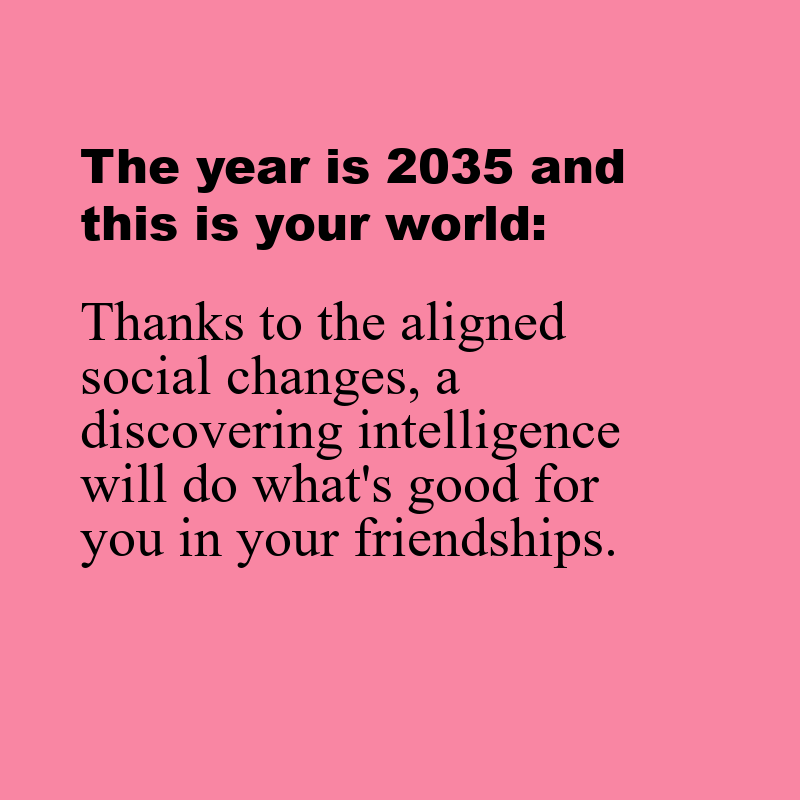 The year is 2035 and
this is your world:
Thanks to the aligned
social changes, a
discovering intelligence
will do what's good for
you in your friendships.